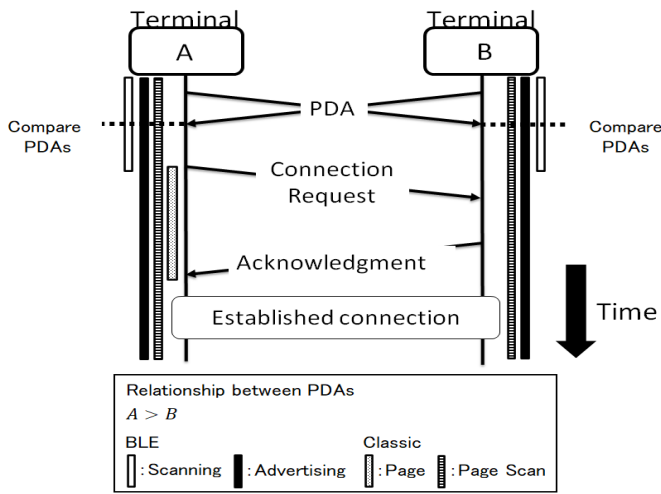 Terminal
Terminal
A
B
PDA
Compare
PDAs
Compare
PDAs
Connection
Request
Acknowledgment
Established connection
Time
Relationship between PDAs
A > B
BLE
Classic
:Scanning
:Advertising
:Page
:Page Scan